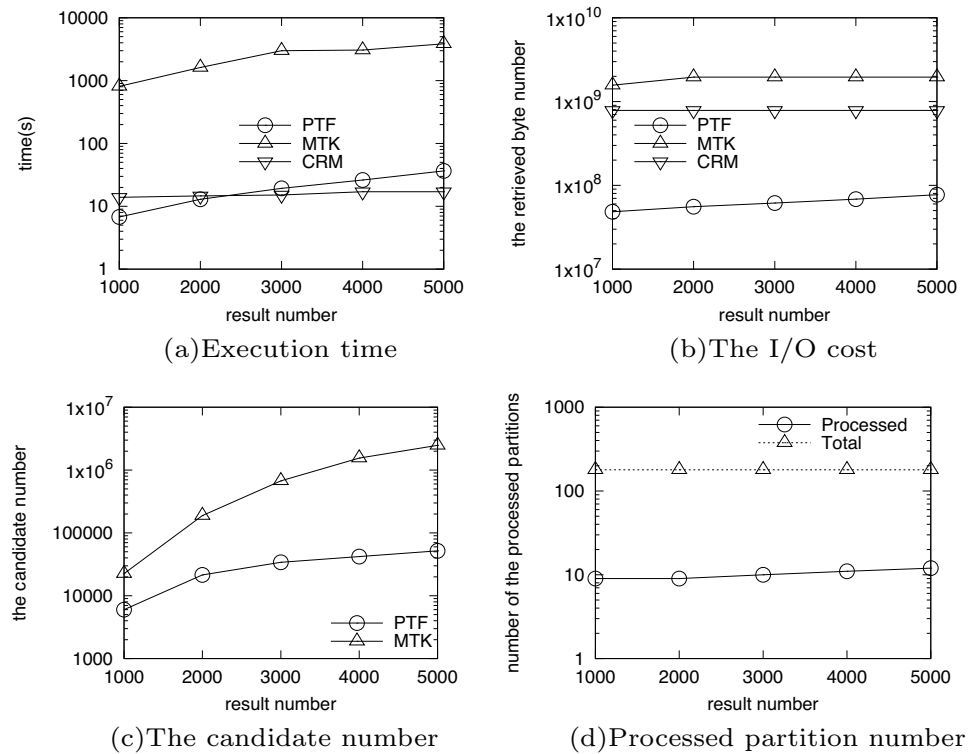 10000
1000
100
10
1
time(s)
PTF
MTK
CRM
1000 2000 3000 4000 5000
result number
(a)Execution time
1x10^10
1x10^9
1x10^8
1x10^7
the retrieved byte number
PTF
MTK
CRM
1000 2000 3000 4000 5000
result number
(b)The I/O cost
1x10^7
1x10^6
100000
10000
1000
the candidate number
PTF
MTK
1000 2000 3000 4000 5000
result number
(c)The candidate number
1000
100
10
1
number of the processed partitions
Processed
Total
1000 2000 3000 4000 5000
result number
(d)Processed partition number